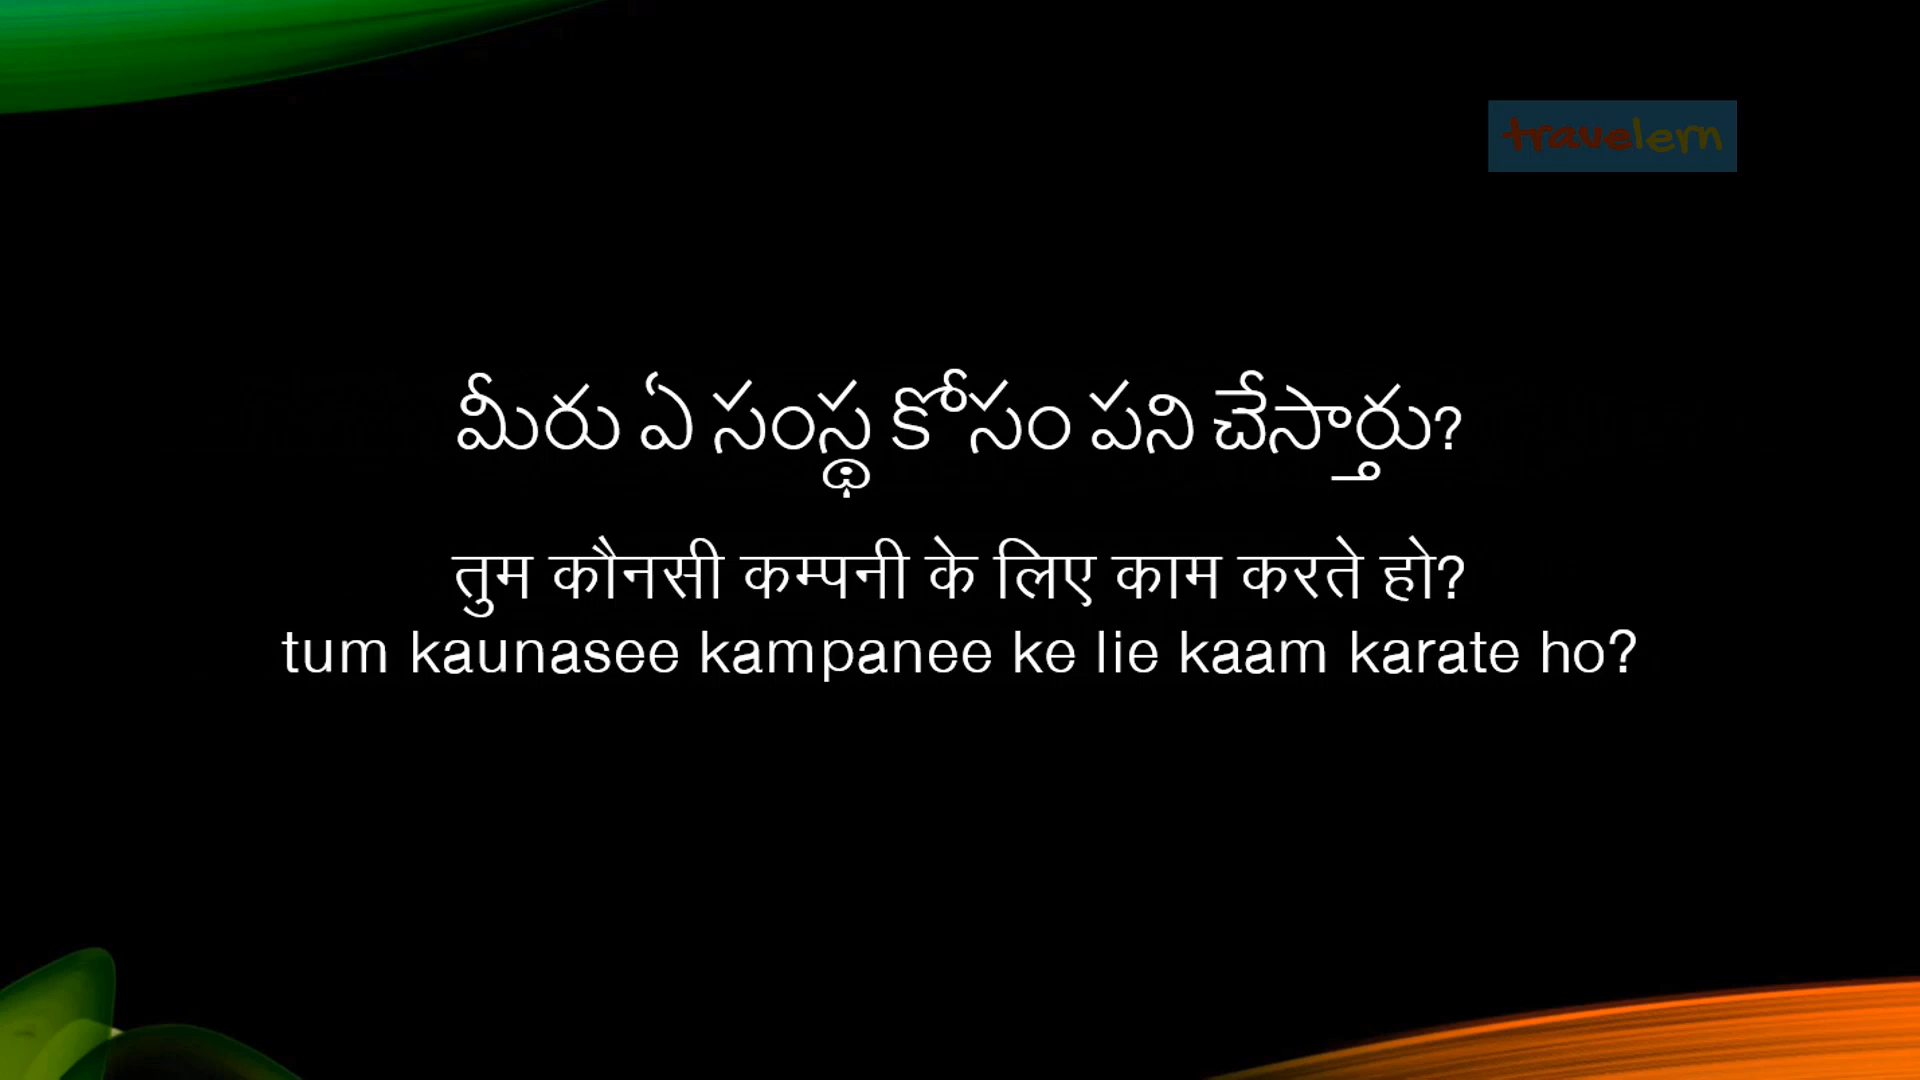 travelern
మీరు ఏ సంస్థ కోసం పని చేస్తారు?
तुम कौनसी कम्पनी के लिए काम करते हो?
tum kaunasee kampanee ke lie kaam karate ho?